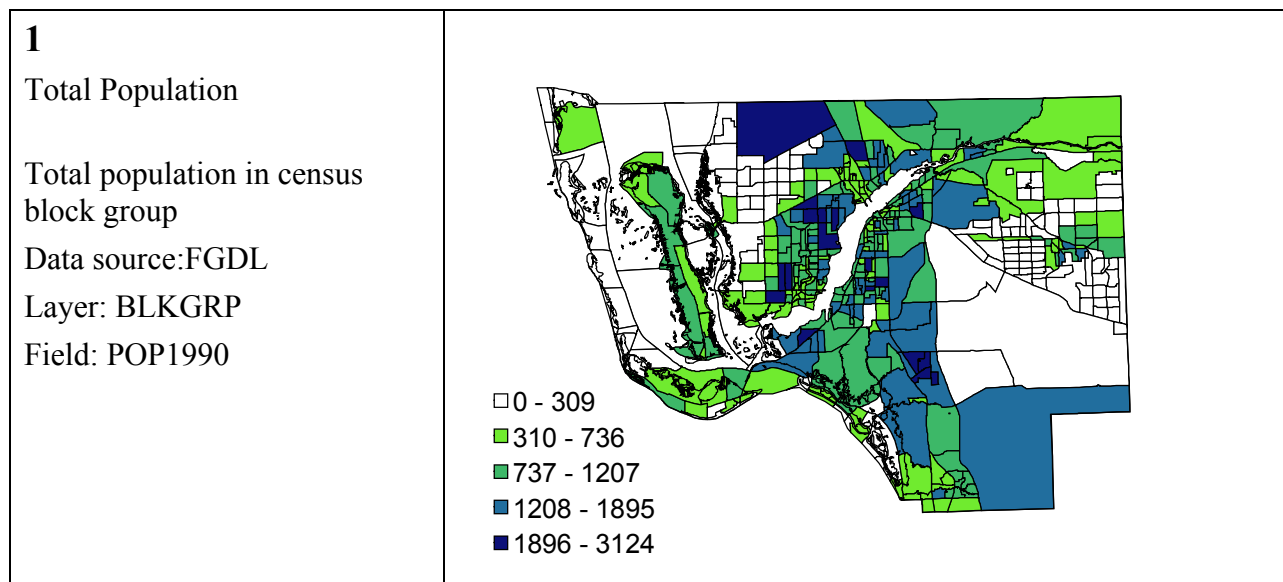 1
Total Population
Total population in census
block group
Data source:FGDL
Layer: BLKGRP
Field: POP1990
0 - 309
310 - 736
737 - 1207
1208 - 1895
1896 - 3124